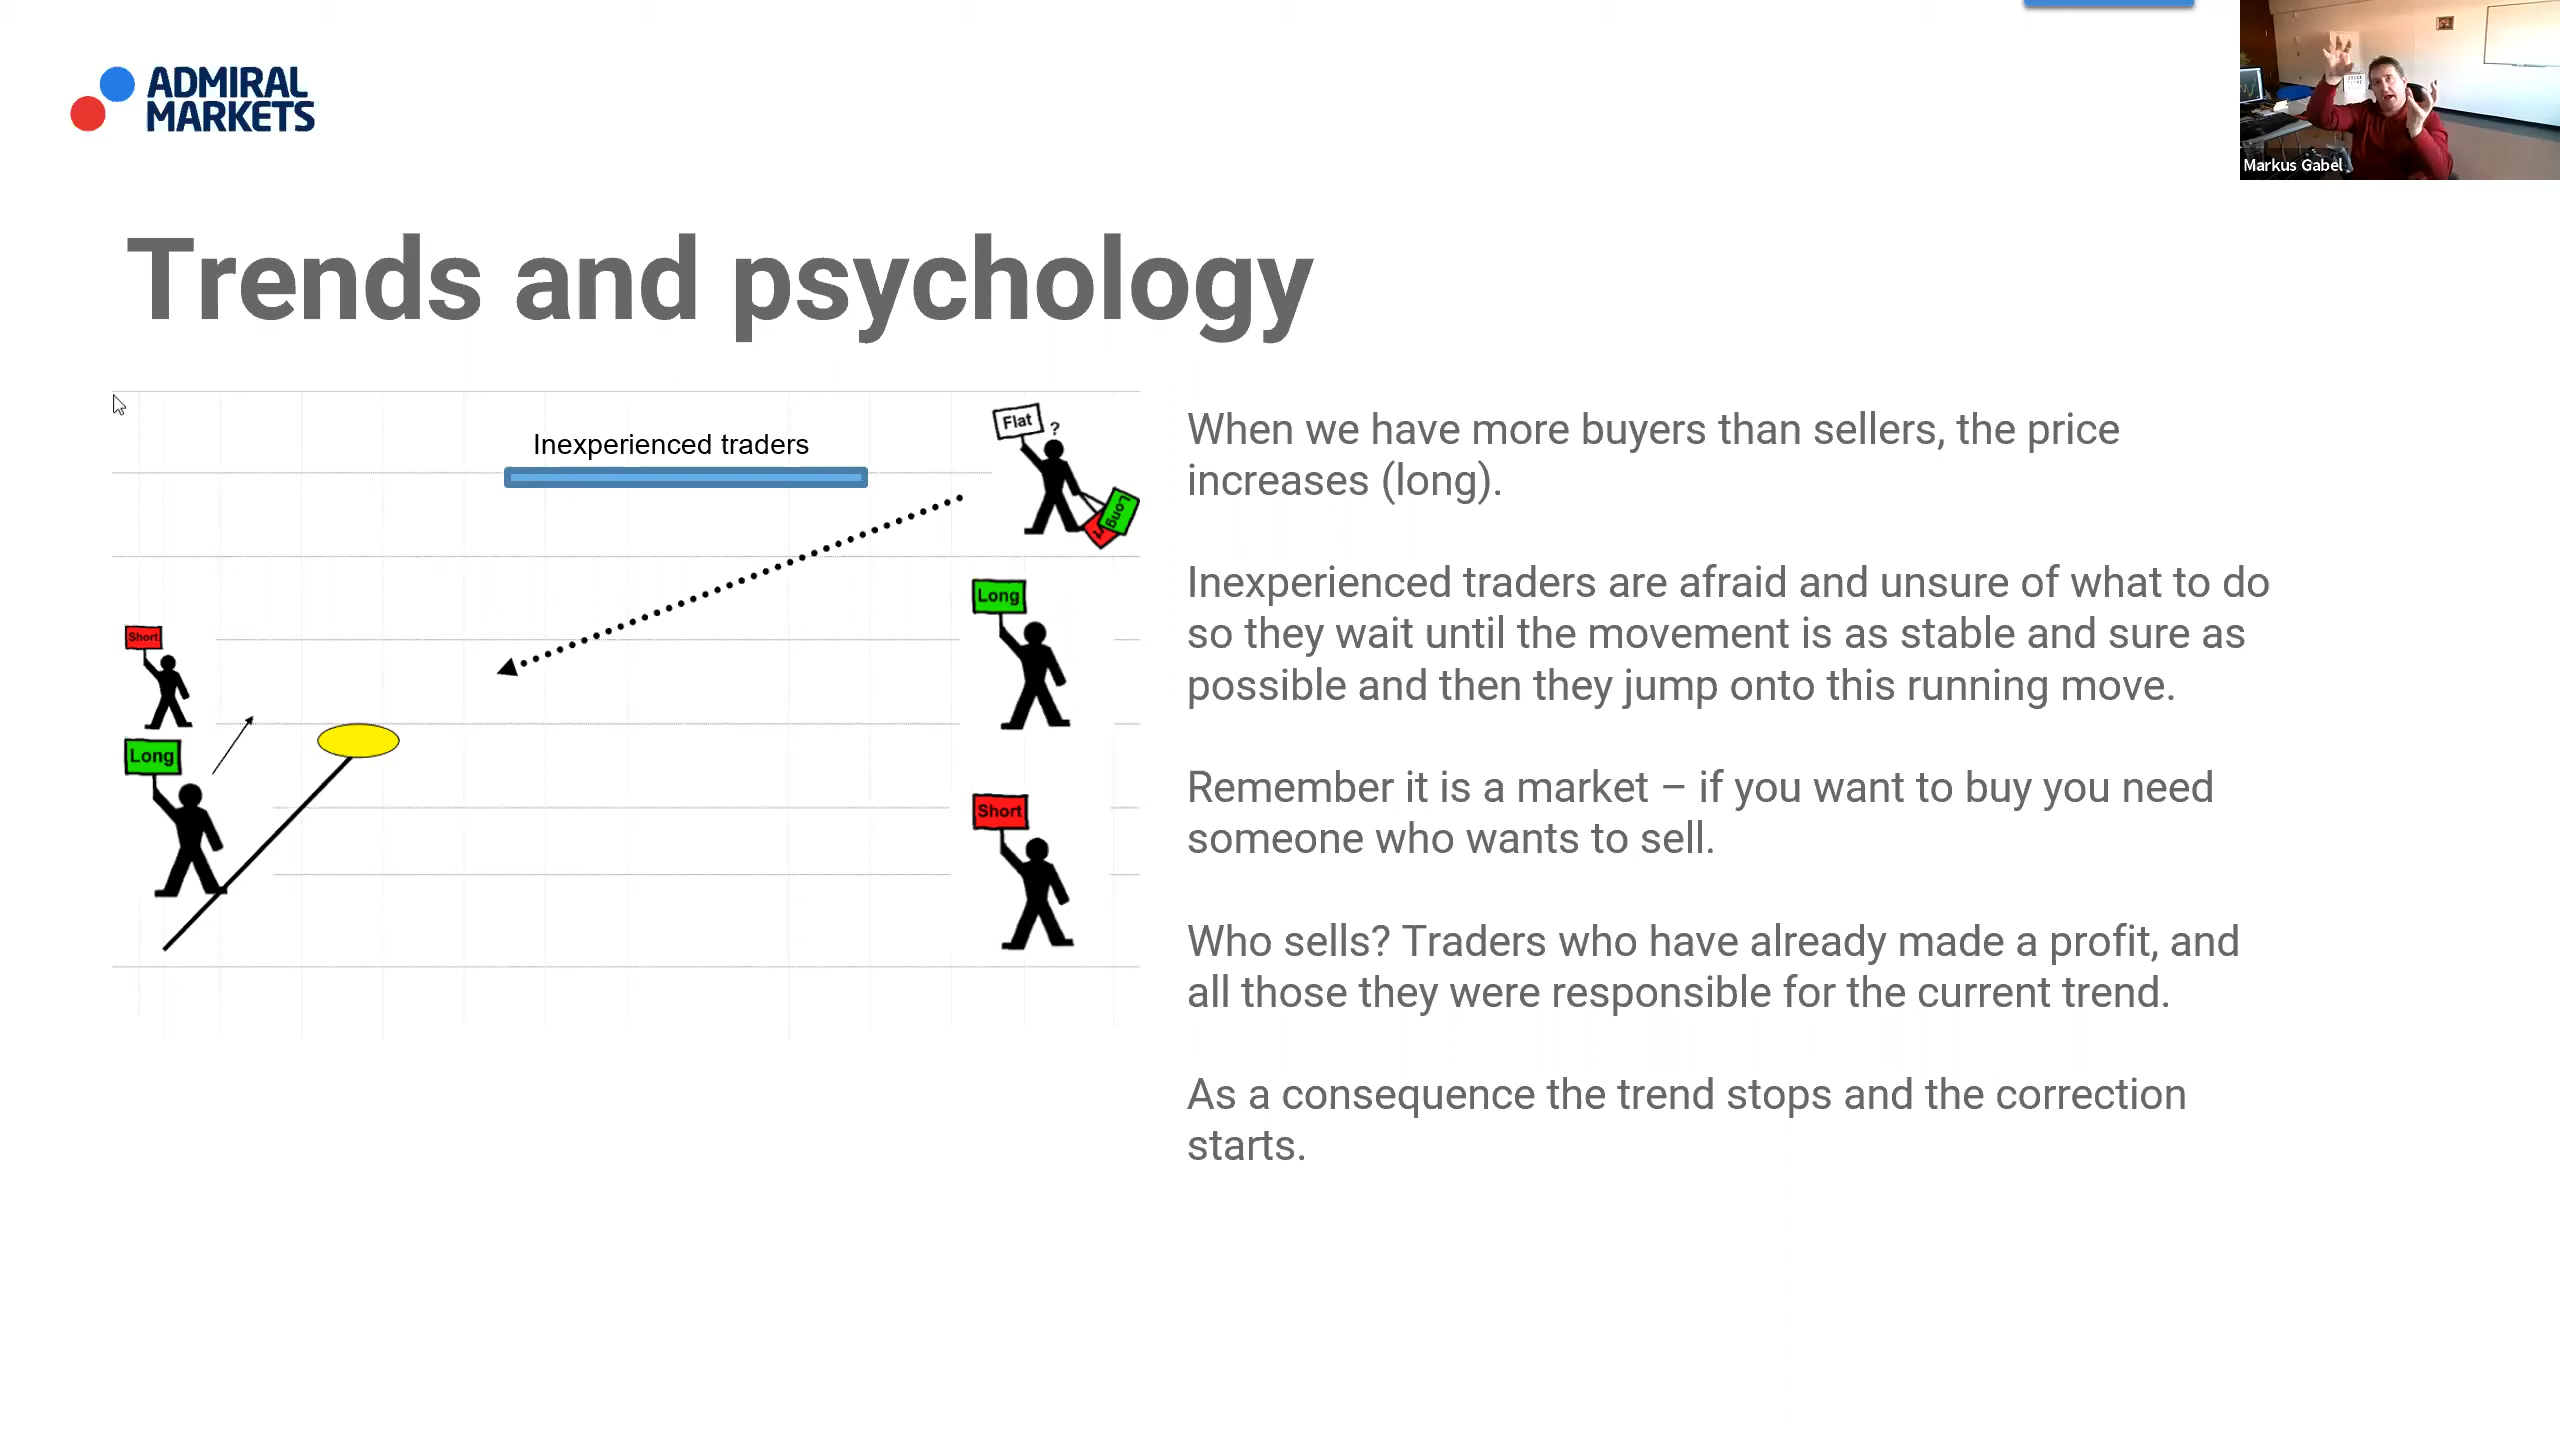 ADMIRAL
MARKETS
Markus Gabel
Trends and psychology
Inexperienced traders
Flat
?
Long
Long
Short
Long
Short
When we have more buyers than sellers, the price
increases (long).
Inexperienced traders are afraid and unsure of what to do
so they wait until the movement is as stable and sure as
possible and then they jump onto this running move.
Remember it is a market – if you want to buy you need
someone who wants to sell.
Who sells? Traders who have already made a profit, and
all those they were responsible for the current trend.
As a consequence the trend stops and the correction
starts.